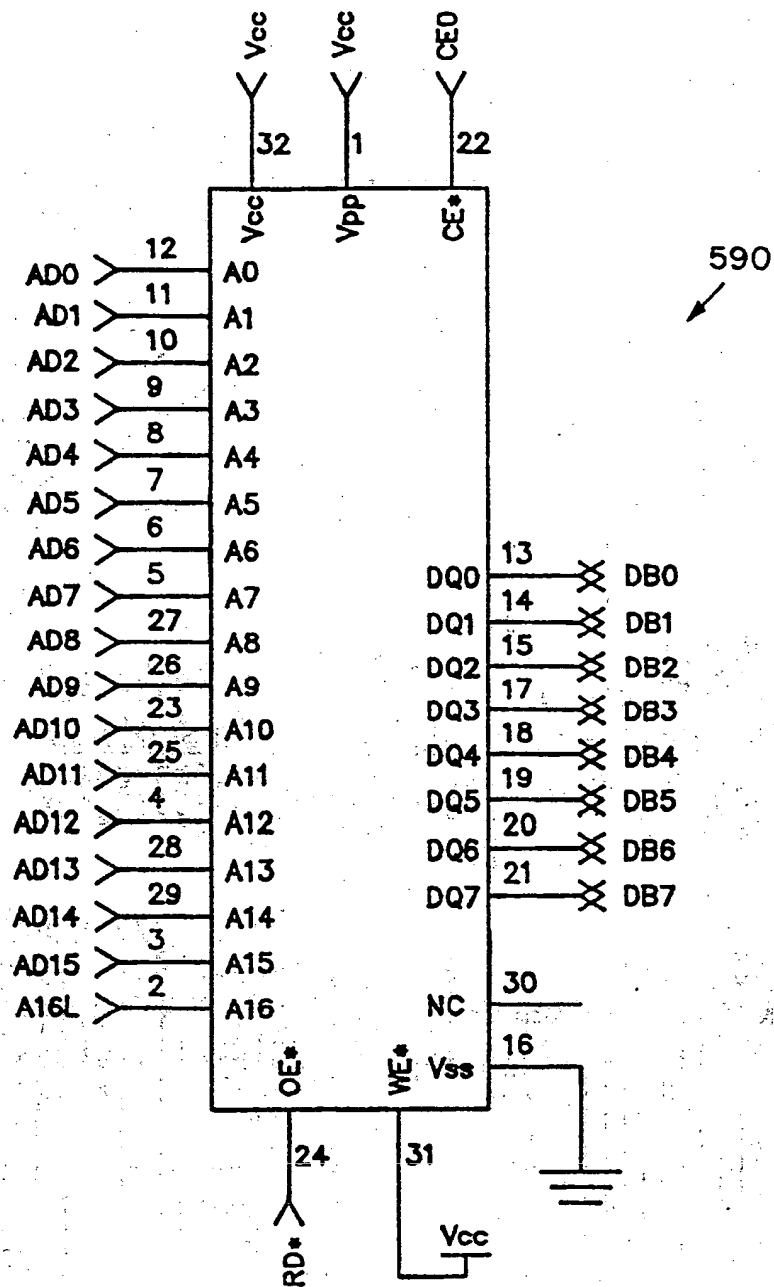 Vcc Vcc CE0
32 1 22
Vcc Vpp CE*
590
AD0 12 A0
AD1 11 A1
AD2 10 A2
AD3 9 A3
AD4 8 A4
AD5 7 A5
AD6 6 A6
AD7 5 A7
AD8 27 A8
AD9 26 A9
AD10 23 A10
AD11 25 A11
AD12 4 A12
AD13 28 A13
AD14 29 A14
AD15 3 A15
A16L 2 A16
DQ0 13 DB0
DQ1 14 DB1
DQ2 15 DB2
DQ3 17 DB3
DQ4 18 DB4
DQ5 19 DB5
DQ6 20 DB6
DQ7 21 DB7
NC 30
Vss 16
OE* WE*
24 31
RD* Vcc